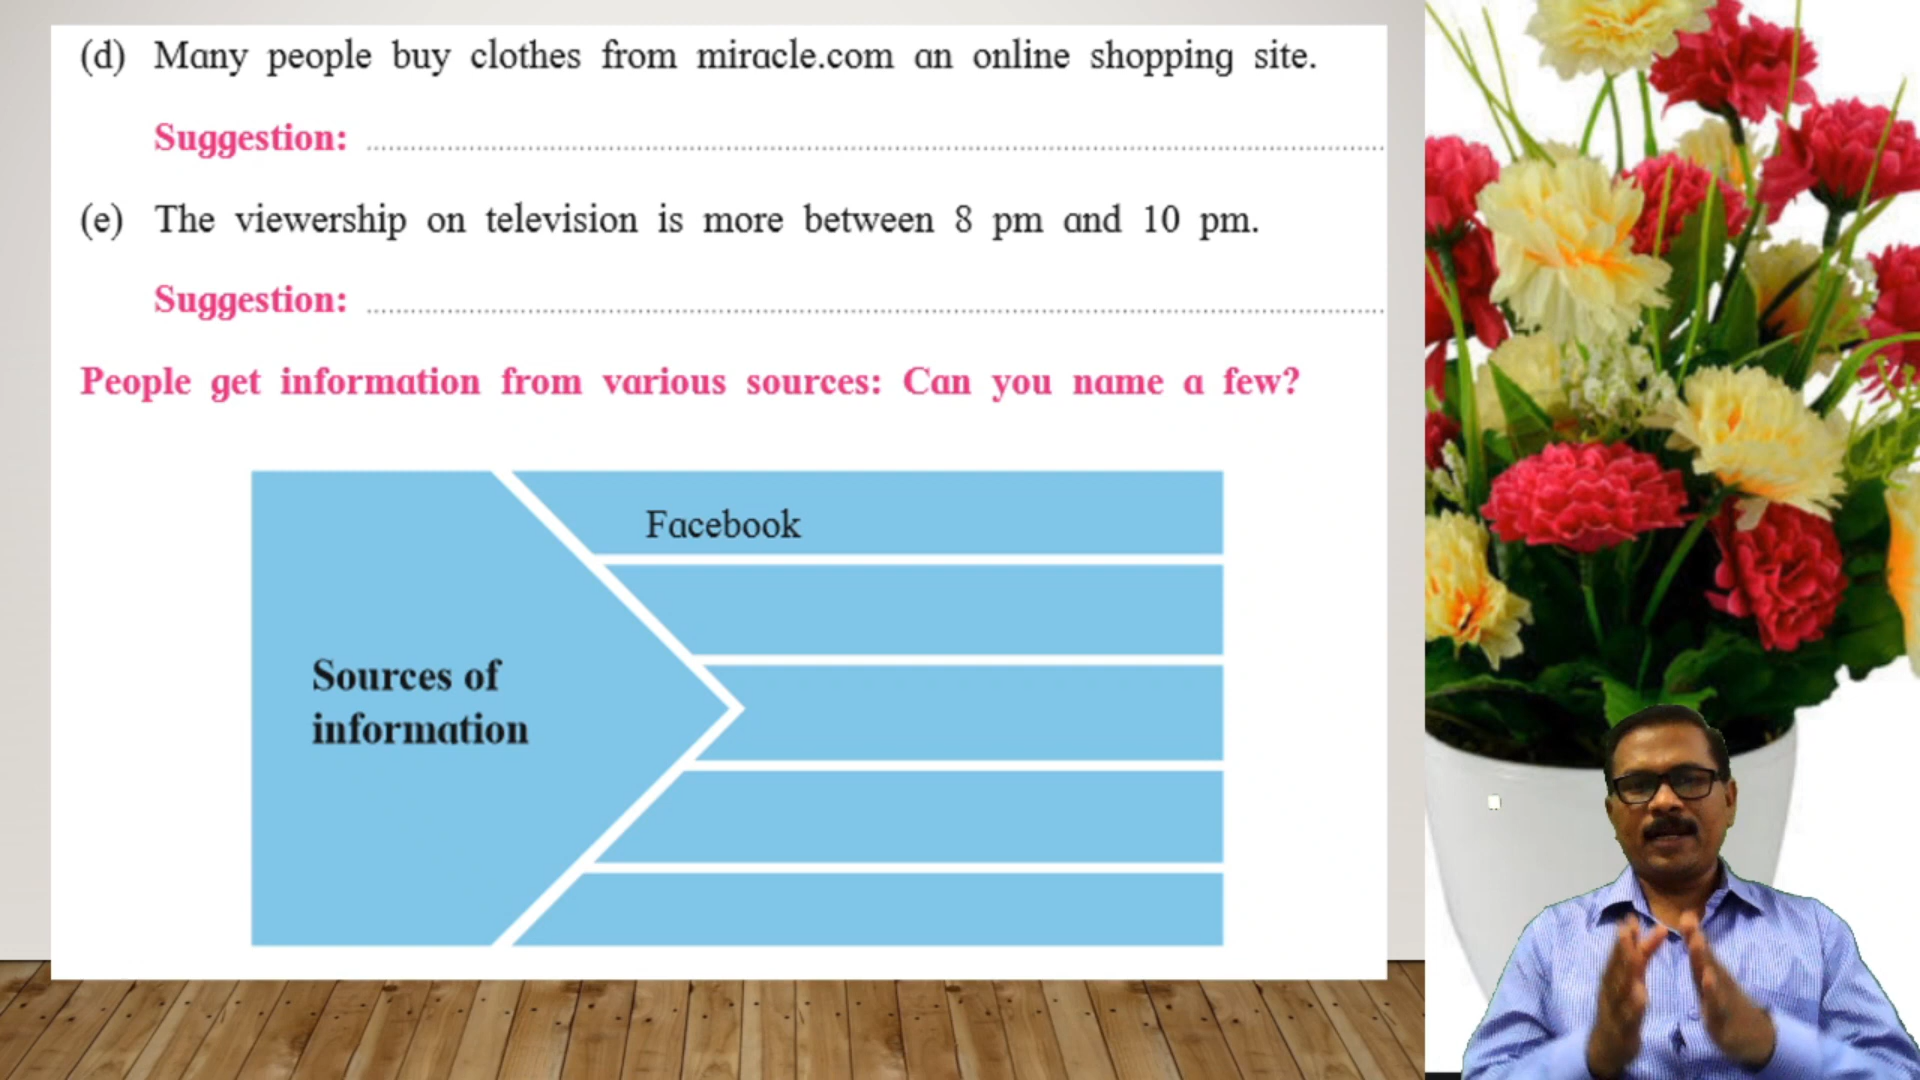 (d) Many people buy clothes from miracle.com an online shopping site.
Suggestion: ........................................
(e) The viewership on television is more between 8 pm and 10 pm.
Suggestion: ........................................
People get information from various sources: Can you name a few?
Facebook
Sources of
information